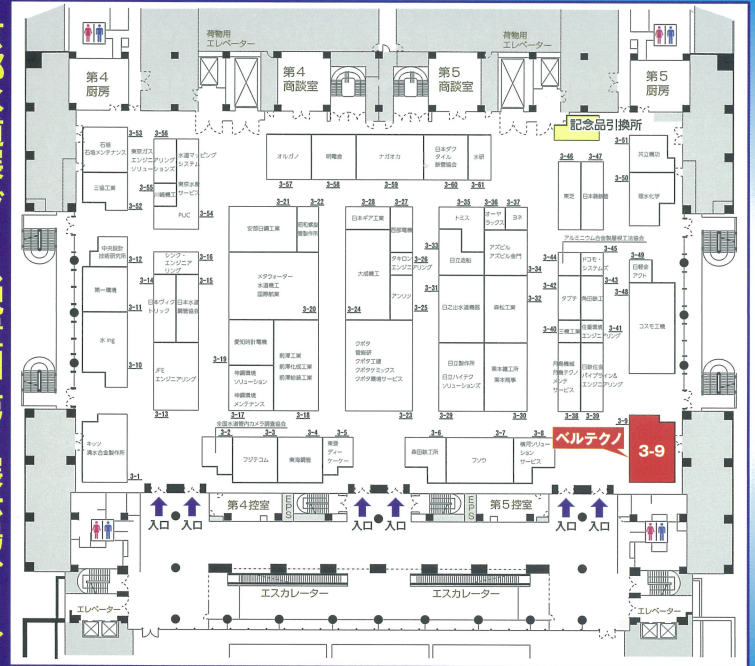 荷物用
エレベーター
荷物用
エレベーター
第4
厨房
第4
商談室
第5
商談室
第5
厨房
記念品引換所
石垣
石垣メンテナンス
3-53
3-56
東京ガス
エンジニアリング
ソリューションズ
水道マッピング
システム
三協工業
3-52
3-55
川崎機工
東京水道
サービス
PUC
3-54
オルガノ
3-57
明電舎
3-58
ナガオカ
3-59
日本ダク
タイル
鉄管協会
3-60
水研
3-61
3-46
3-47
東芝
日本鋳鉄管
3-51
共立機巧
3-50
積水化学
アルミニウム合金製屋根工法協会
中央設計
技術研究所
3-12
第一環境
3-11
水ing
3-10
シンク・
エンジニア
リング
3-16
3-14
3-15
日本ヴィク
トリック
日本水道
鋼管協会
JFE
エンジニアリング
3-13
3-21
3-22
安部日鋼工業
昭和螺旋
管製作所
メタウォーター
水道機工
国際航業
3-20
愛知時計電機
3-19
神鋼環境
ソリューション
神鋼環境
メンテナンス
3-17
前澤工業
前澤化成工業
前澤給装工業
3-18
3-28
3-27
日本ギア工業
西部電機
大成機工
タキロン
エンジニアリング
3-26
アンリツ
3-25
3-24
クボタ
管総研
クボタ工建
クボタケミックス
クボタ環境サービス
3-23
3-35
3-36
3-37
トミス
オーヤ
ラックス
ヨネ
3-33
日立造船
アズビル
アズビル金門
3-34
3-31
日之出水道機器
森松工業
3-32
日立製作所
日立ハイテク
ソリューションズ
3-29
栗本鐵工所
栗本商事
3-30
3-45
3-44
ドコモ・
システムズ
3-43
3-42
タブチ
角田鉄工
3-40
三機工業
住重環境
エンジニアリング
3-41
月島機械
月島テクノ
メンテ
サービス
3-38
日鉄住金
パイプライン&
エンジニアリング
3-39
3-49
日軽金
アクト
3-48
コスモ工機
全国水道管内カメラ調査協会
キッツ
清水合金製作所
3-1
3-2
3-3
フジテコム
3-4
東海鋼管
3-5
東亜
ディー
ケーケー
3-6
森田鉄工所
3-7
フソウ
3-8
横河ソリュー
ション
サービス
3-9
ベルテクノ
3-9
入口
入口
第4控室
EPS
入口
入口
EPS
第5控室
入口
入口
エスカレーター
エスカレーター
エレベーター
エレベーター